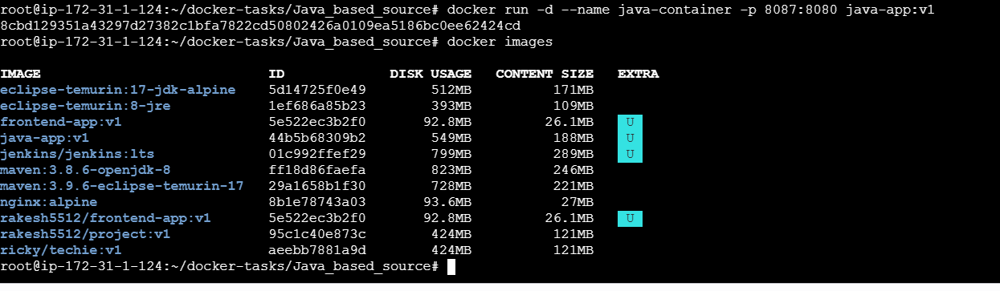 root@ip-172-31-1-124:~/docker-tasks/Java_based_source# docker run -d --name java-container -p 8087:8080 java-app:v1
8cbd129351a43297d27382c1bfa7822cd50802426a0109ea5186bc0ee62424cd
root@ip-172-31-1-124:~/docker-tasks/Java_based_source# docker images
IMAGE ID DISK USAGE CONTENT SIZE EXTRA
eclipse-temurin:17-jdk-alpine 5d14725f0e49 512MB 171MB
eclipse-temurin:8-jre 1ef686a85b23 393MB 109MB
frontend-app:v1 5e522ec3b2f0 92.8MB 26.1MB U
java-app:v1 44b5b68309b2 549MB 188MB U
jenkins/jenkins:lts 01c992ffef29 799MB 289MB U
maven:3.8.6-openjdk-8 ff18d86faefa 823MB 246MB
maven:3.9.6-eclipse-temurin-17 29a1658b1f30 728MB 221MB
nginx:alpine 8b1e78743a03 93.6MB 27MB
rakesh5512/frontend-app:v1 5e522ec3b2f0 92.8MB 26.1MB U
rakesh5512/project:v1 95c1c40e873c 424MB 121MB
ricky/techie:v1 aeebb7881a9d 424MB 121MB
root@ip-172-31-1-124:~/docker-tasks/Java_based_source#